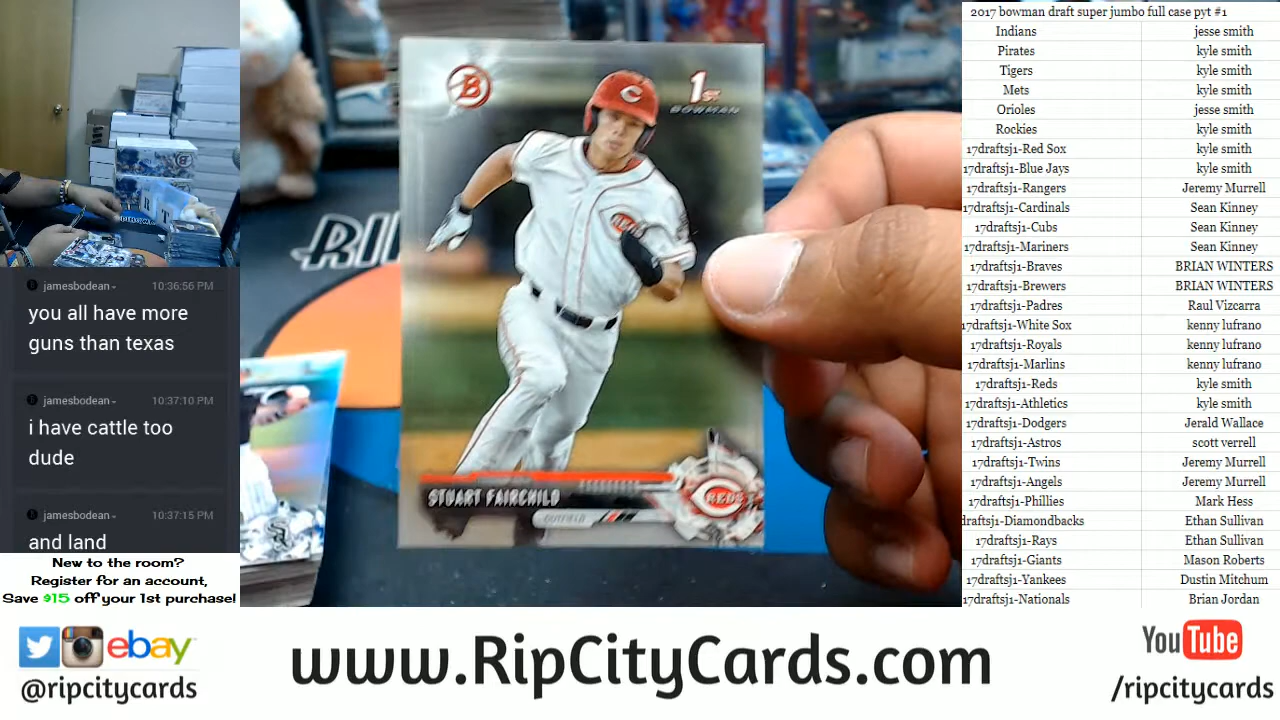 jamesbodean
10:36:56 PM
you all have more
guns than texas
jamesbodean
10:37:10 PM
i have cattle too
dude
jamesbodean
10:37:15 PM
and land
New to the room?
Register for an account,
Save $15 off your 1st purchase!
B
1st
BOWMAN
C
REDS
STUART FAIRCHILD
OUTFIELD
REDS
RI
2017 bowman draft super jumbo full case pyt #1
Indians jesse smith
Pirates kyle smith
Tigers kyle smith
Mets kyle smith
Orioles jesse smith
Rockies kyle smith
17draftsj1-Red Sox kyle smith
17draftsj1-Blue Jays kyle smith
17draftsj1-Rangers Jeremy Murrell
17draftsj1-Cardinals Sean Kinney
17draftsj1-Cubs Sean Kinney
17draftsj1-Mariners Sean Kinney
17draftsj1-Braves BRIAN WINTERS
17draftsj1-Brewers BRIAN WINTERS
17draftsj1-Padres Raul Vizcarra
17draftsj1-White Sox kenny lufrano
17draftsj1-Royals kenny lufrano
17draftsj1-Marlins kenny lufrano
17draftsj1-Reds kyle smith
17draftsj1-Athletics kyle smith
17draftsj1-Dodgers Jerald Wallace
17draftsj1-Astros scott verrell
17draftsj1-Twins Jeremy Murrell
17draftsj1-Angels Jeremy Murrell
17draftsj1-Phillies Mark Hess
draftsj1-Diamondbacks Ethan Sullivan
17draftsj1-Rays Ethan Sullivan
17draftsj1-Giants Mason Roberts
17draftsj1-Yankees Dustin Mitchum
17draftsj1-Nationals Brian Jordan
ebay
@ripcitycards
www.RipCityCards.com
YouTube
/ripcitycards